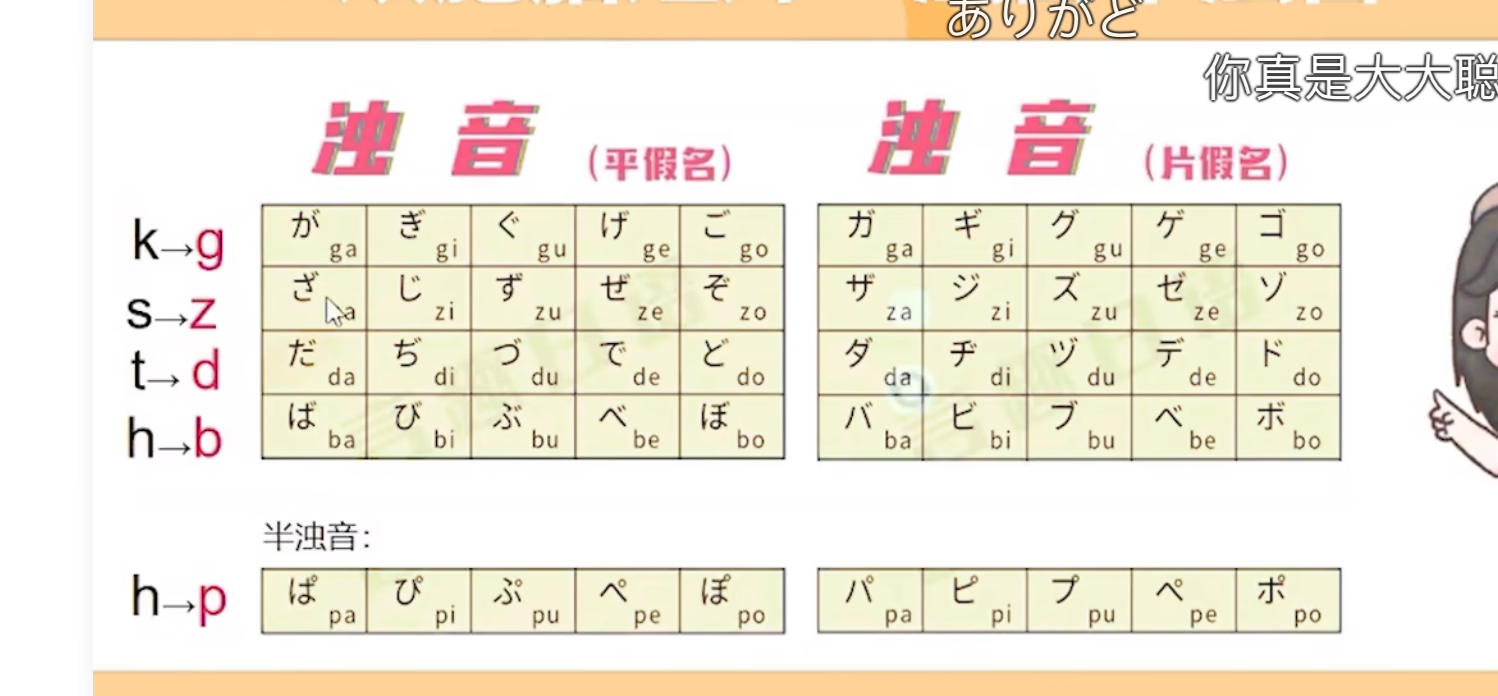 ありがど
你真是大大聪
浊 音 (平假名)
浊 音 (片假名)
k→g
が ga ぎ gi ぐ gu げ ge ご go
ガ ga ギ gi グ gu ゲ ge ゴ go
s→z
ざ a じ zi ず zu ぜ ze ぞ zo
ザ za ジ zi ズ zu ゼ ze ゾ zo
t→d
だ da ぢ di づ du で de ど do
ダ da ヂ di ヅ du デ de ド do
h→b
ば ba び bi ぶ bu べ be ぼ bo
バ ba ビ bi ブ bu ベ be ボ bo
半浊音：
h→p
ぱ pa ぴ pi ぷ pu ぺ pe ぽ po
パ pa ピ pi プ pu ペ pe ポ po